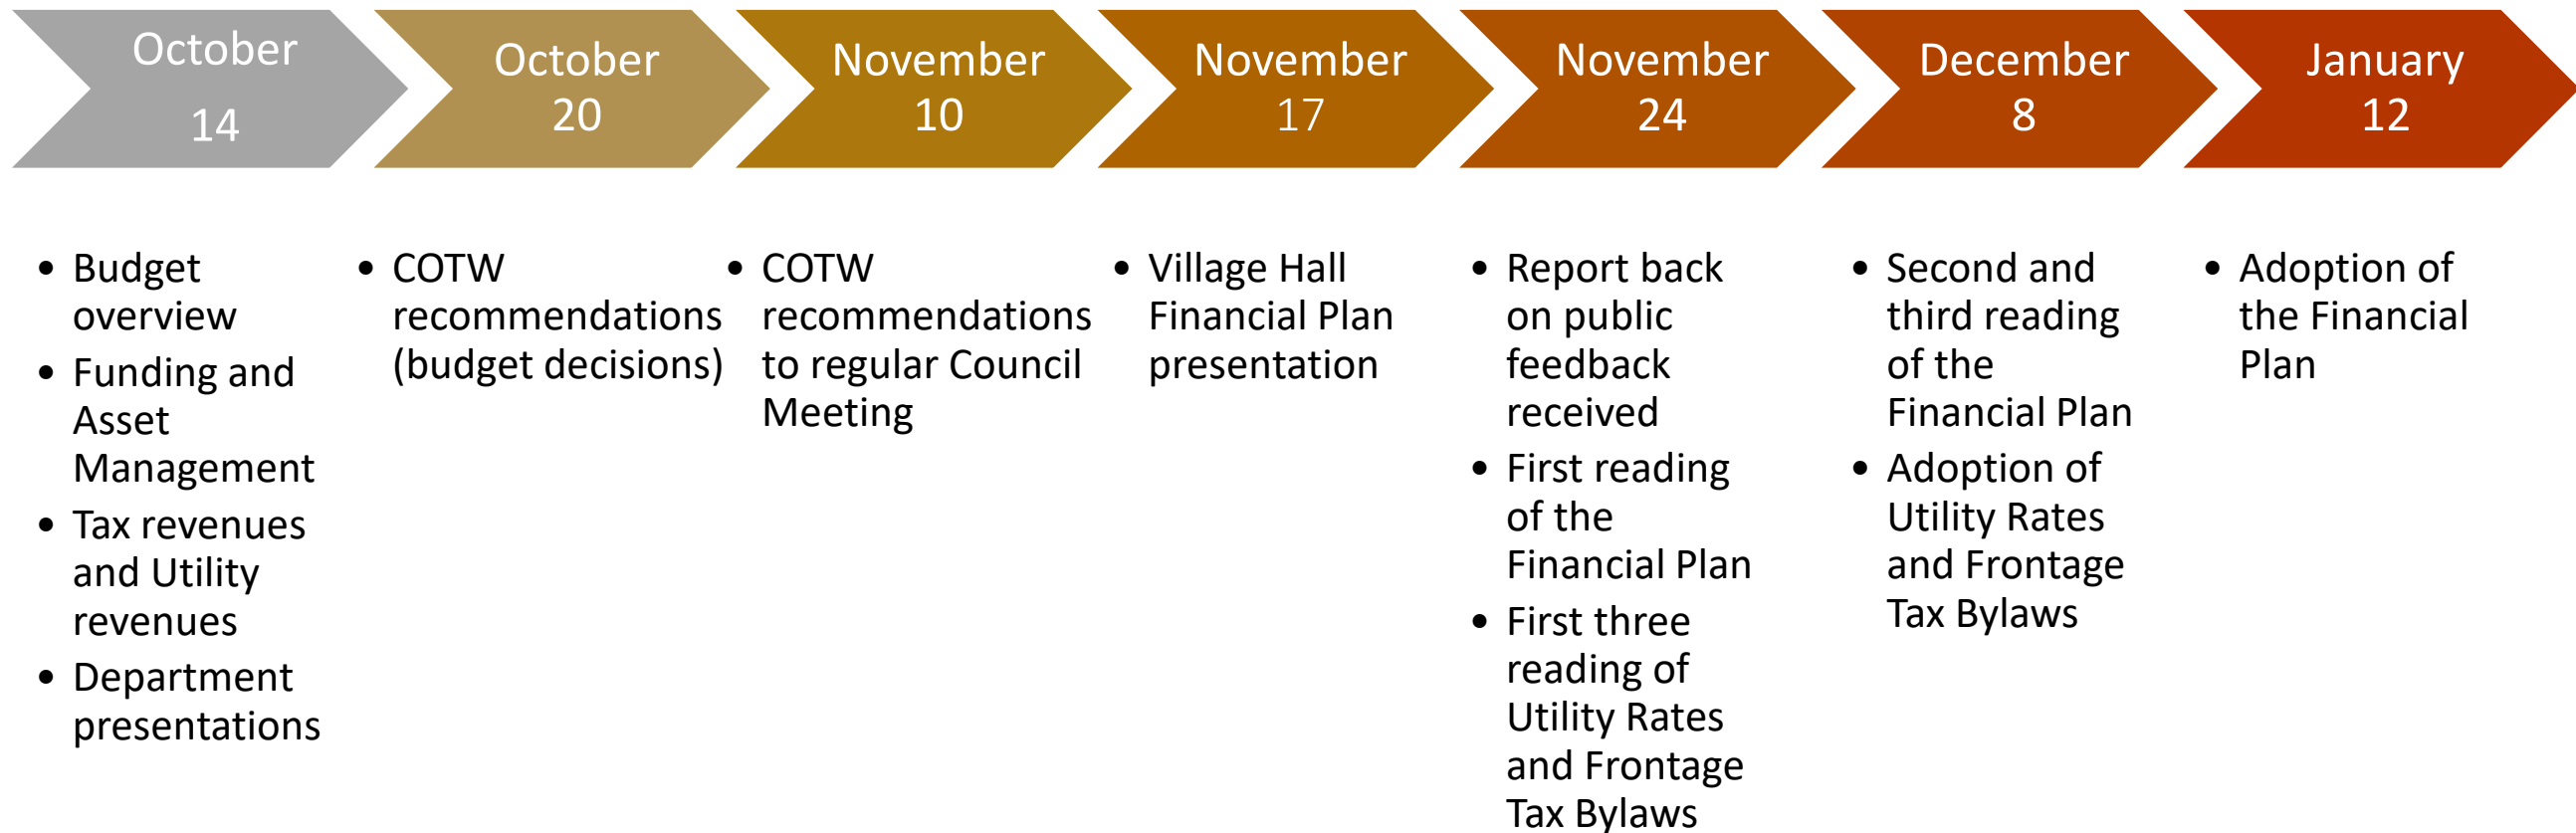 October
14
October
20
November
10
November
17
November
24
December
8
January
12
• Budget
overview
• Funding and
Asset
Management
• Tax revenues
and Utility
revenues
• Department
presentations
• COTW
recommendations
(budget decisions)
• COTW
recommendations
to regular Council
Meeting
• Village Hall
Financial Plan
presentation
• Report back
on public
feedback
received
• First reading
of the
Financial Plan
• First three
reading of
Utility Rates
and Frontage
Tax Bylaws
• Second and
third reading
of the
Financial Plan
• Adoption of
Utility Rates
and Frontage
Tax Bylaws
• Adoption of
the Financial
Plan